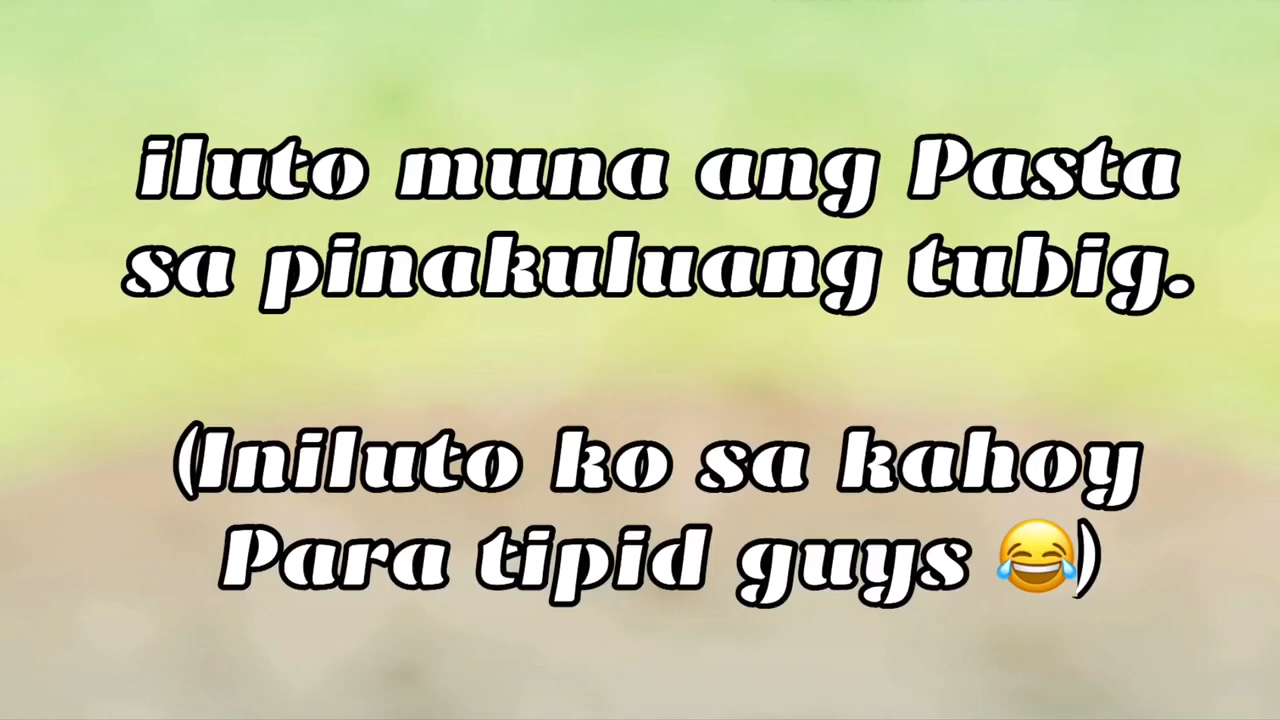 iluto muna ang Pasta
sa pinakuluang tubig.
(Iniluto ko sa kahoy
Para tipid guys 😂)